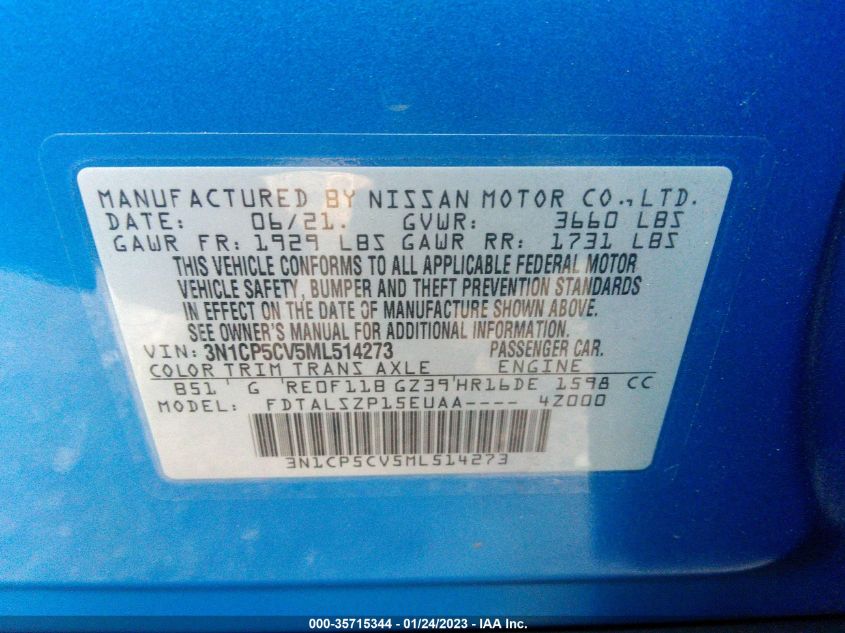 MANUFACTURED BY NISSAN MOTOR CO., LTD.
DATE: 06/21. GVWR: 3660 LBS
GAWR FR: 1929 LBS GAWR RR: 1731 LBS
THIS VEHICLE CONFORMS TO ALL APPLICABLE FEDERAL MOTOR
VEHICLE SAFETY, BUMPER AND THEFT PREVENTION STANDARDS
IN EFFECT ON THE DATE OF MANUFACTURE SHOWN ABOVE.
SEE OWNER'S MANUAL FOR ADDITIONAL INFORMATION.
VIN: 3N1CP5CV5ML514273 PASSENGER CAR.
COLOR TRIM TRANS AXLE ENGINE
B51 G RE0F11B GZ39 HR16DE 1598 CC
MODEL: FDTALSZP15EUAA---- 4Z000
3N1CP5CV5ML514273
000-35715344 — 01/24/2023 - © IAA Inc.